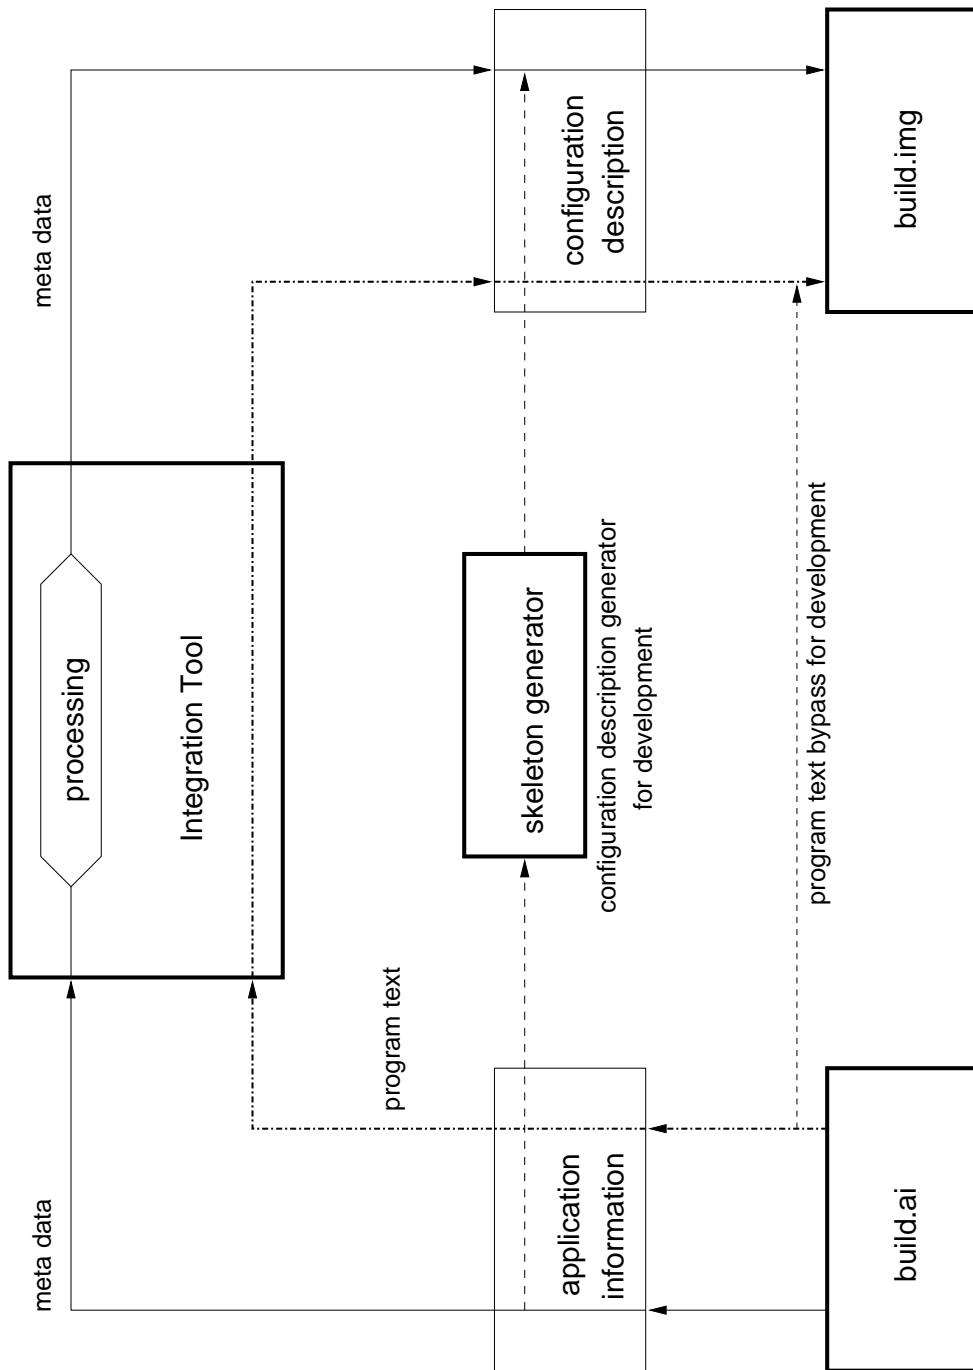 meta data
processing
Integration Tool
meta data
program text
application
information
skeleton generator
configuration description generator
for development
configuration
description
program text bypass for development
build.ai
build.img